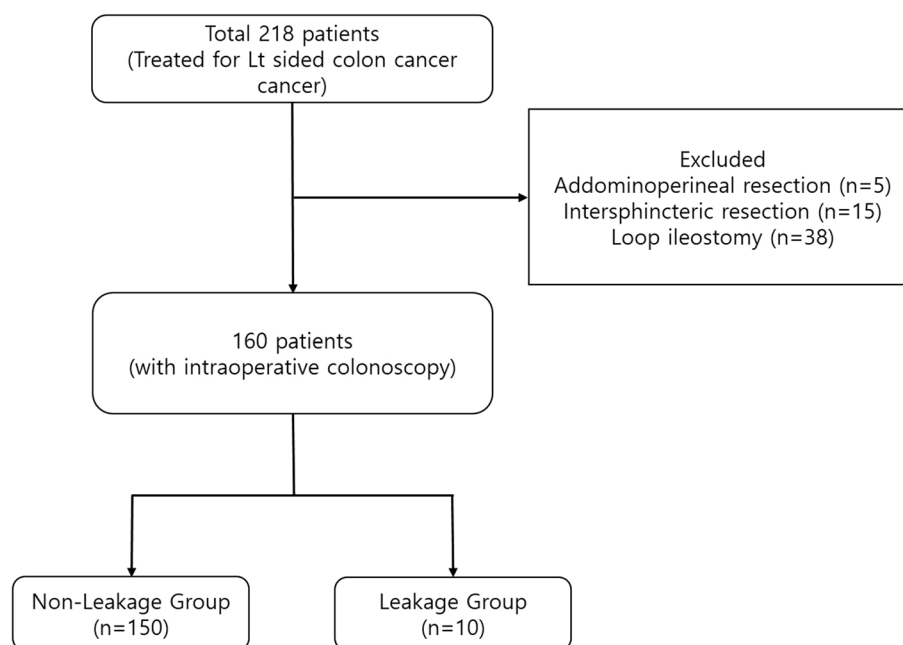 Total 218 patients
(Treated for Lt sided colon cancer
cancer)
Excluded
Addominoperineal resection (n=5)
Intersphincteric resection (n=15)
Loop ileostomy (n=38)
160 patients
(with intraoperative colonoscopy)
Non-Leakage Group
(n=150)
Leakage Group
(n=10)